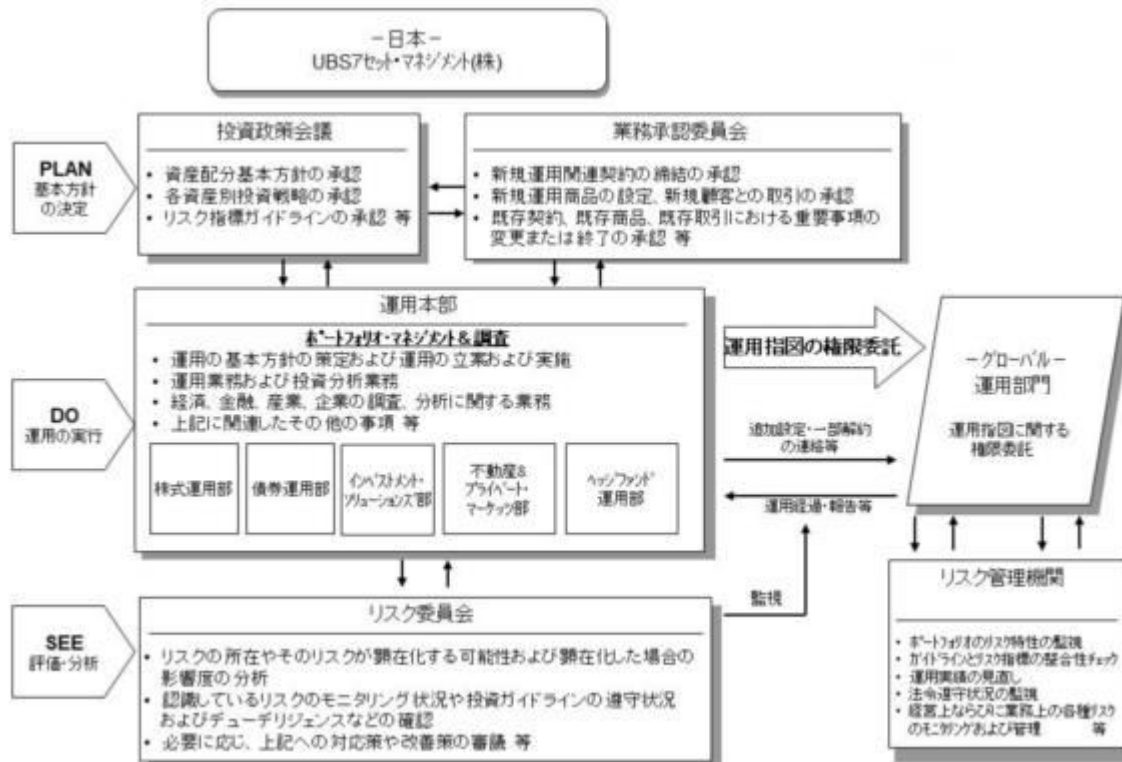 －日本－
UBSアセット・マネジメント(株)
PLAN
基本方針
の決定
投資政策会議
• 資産配分基本方針の承認
• 各資産別投資戦略の承認
• リスク指標ガイドラインの承認 等
業務承認委員会
• 新規運用関連契約の締結の承認
• 新規運用商品の設定、新規顧客との取引の承認
• 既存契約、既存商品、既存取引における重要事項の
変更または終了の承認 等
DO
運用の実行
運用本部
ポートフォリオ・マネジメント&調査
• 運用の基本方針の策定および運用の立案および実施
• 運用業務および投資分析業務
• 経済、金融、産業、企業の調査、分析に関する業務
• 上記に関連したその他の事項 等
株式運用部
債券運用部
インベストメント・
ソリューションズ部
不動産&
プライベート・
マーケッツ部
ヘッジファンド
運用部
運用指図の権限委託
追加設定・一部解約
の連絡等
運用経過・報告等
－グローバル－
運用部門
運用指図に関する
権限委託
SEE
評価・分析
リスク委員会
• リスクの所在やそのリスクが顕在化する可能性および顕在化した場合の
影響度の分析
• 認識しているリスクのモニタリング状況や投資ガイドラインの遵守状況
およびデューデリジェンスなどの確認
• 必要に応じ、上記への対応策や改善策の審議 等
監視
リスク管理機関
• ポートフォリオのリスク特性の監視
• ガイドラインとリスク指標の整合性チェック
• 運用実績の見直し
• 法令遵守状況の監視
• 経営上ならびに業務上の各種リスク
のモニタリングおよび管理 等